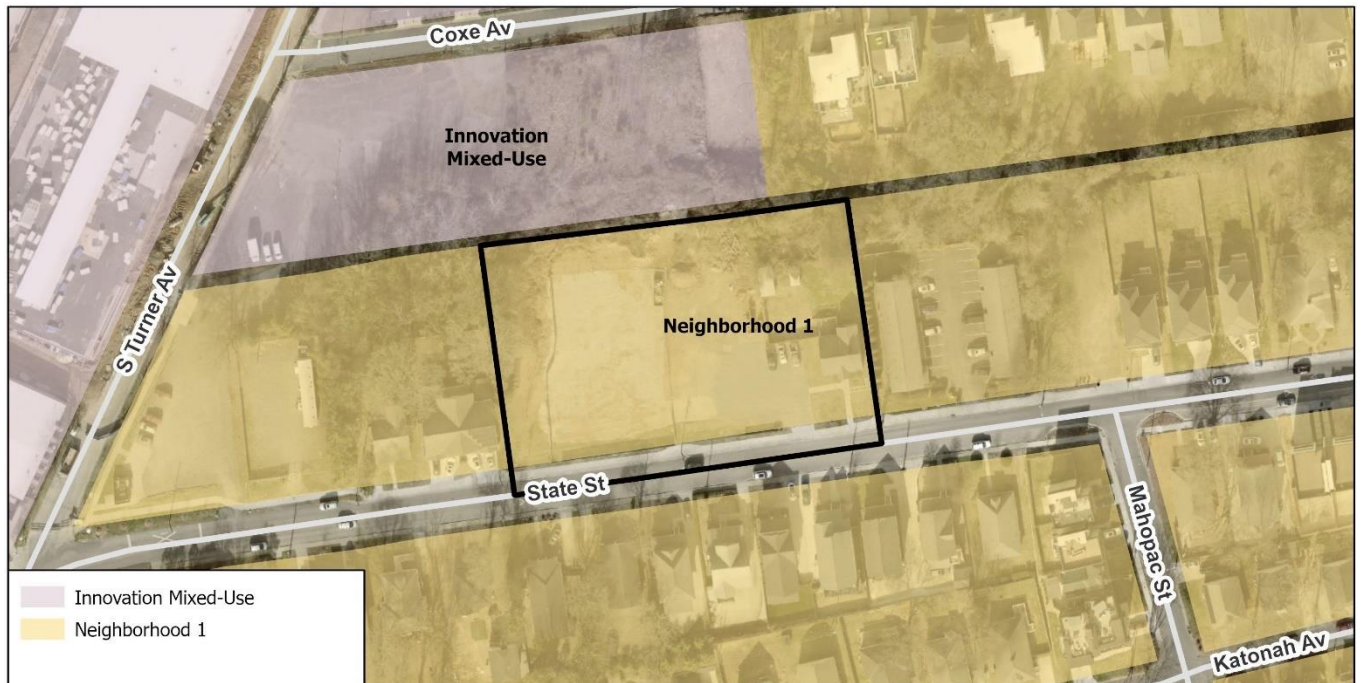 Coxe Av
Innovation
Mixed-Use
S Turner Av
Neighborhood 1
State St
Mahopac St
Katonah Av
Innovation Mixed-Use
Neighborhood 1